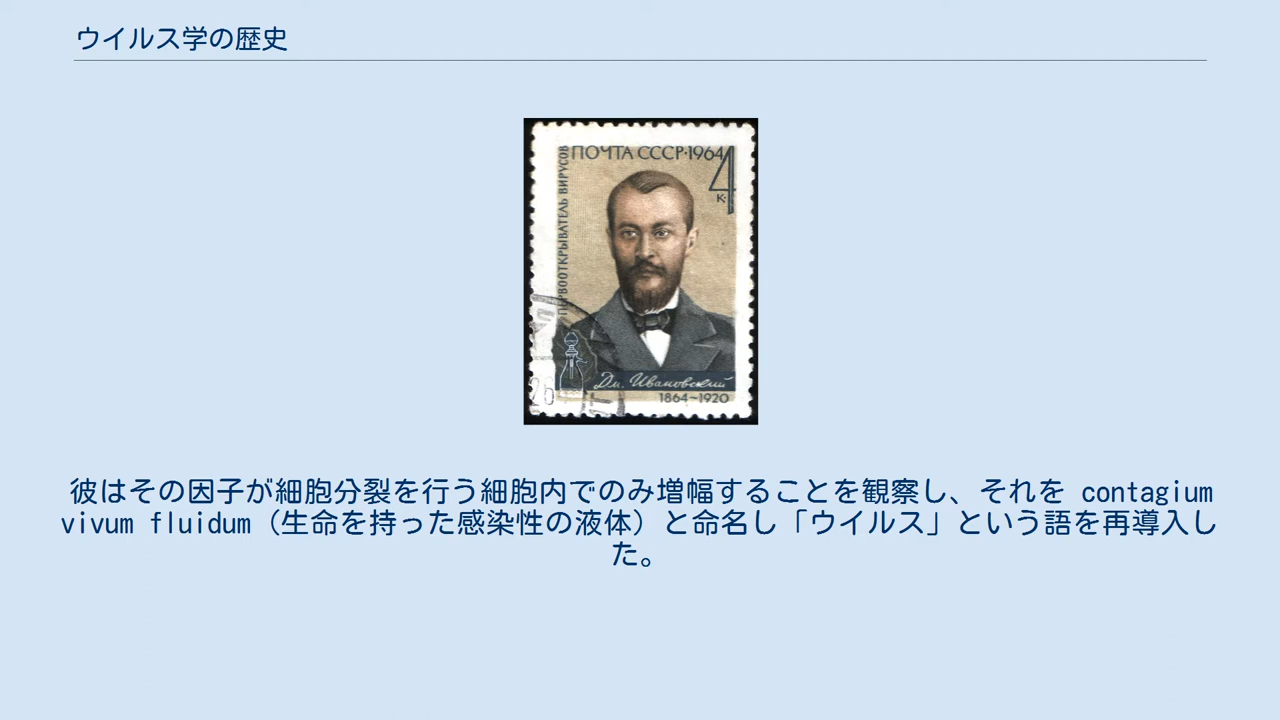 ウイルス学の歴史
ПОЧТА СССР·1964
4
К·
ПЕРВООТКРЫВАТЕЛЬ ВИРУСОВ
Дм. Ивановский
1864~1920
26
彼はその因子が細胞分裂を行う細胞内でのみ増幅することを観察し、それを contagium
vivum fluidum（生命を持った感染性の液体）と命名し「ウイルス」という語を再導入し
た。